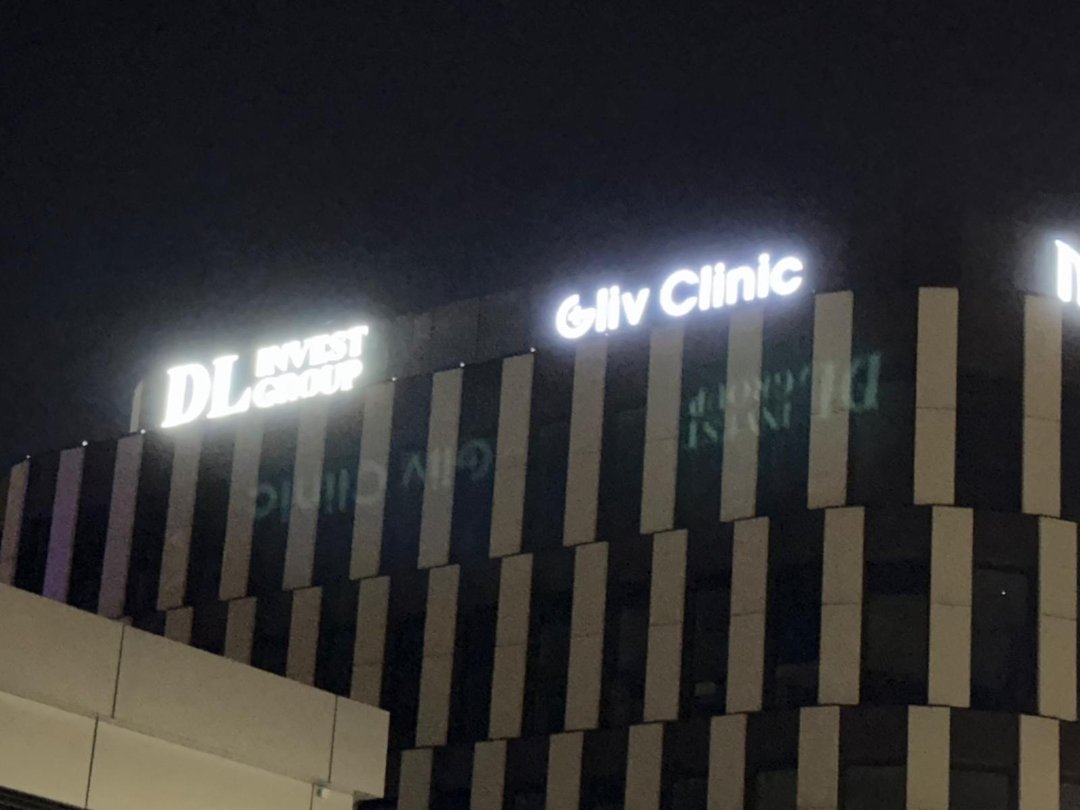 DL INVEST
GROUP
Gliv Clinic